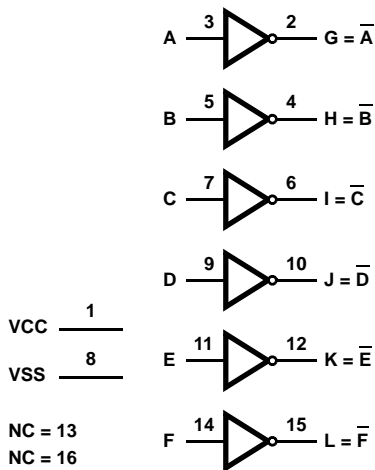 3 2
A G = A̅
5 4
B H = B̅
7 6
C I = C̅
9 10
D J = D̅
1
VCC
11 12
E K = E̅
8
VSS
14 15
F L = F̅
NC = 13
NC = 16